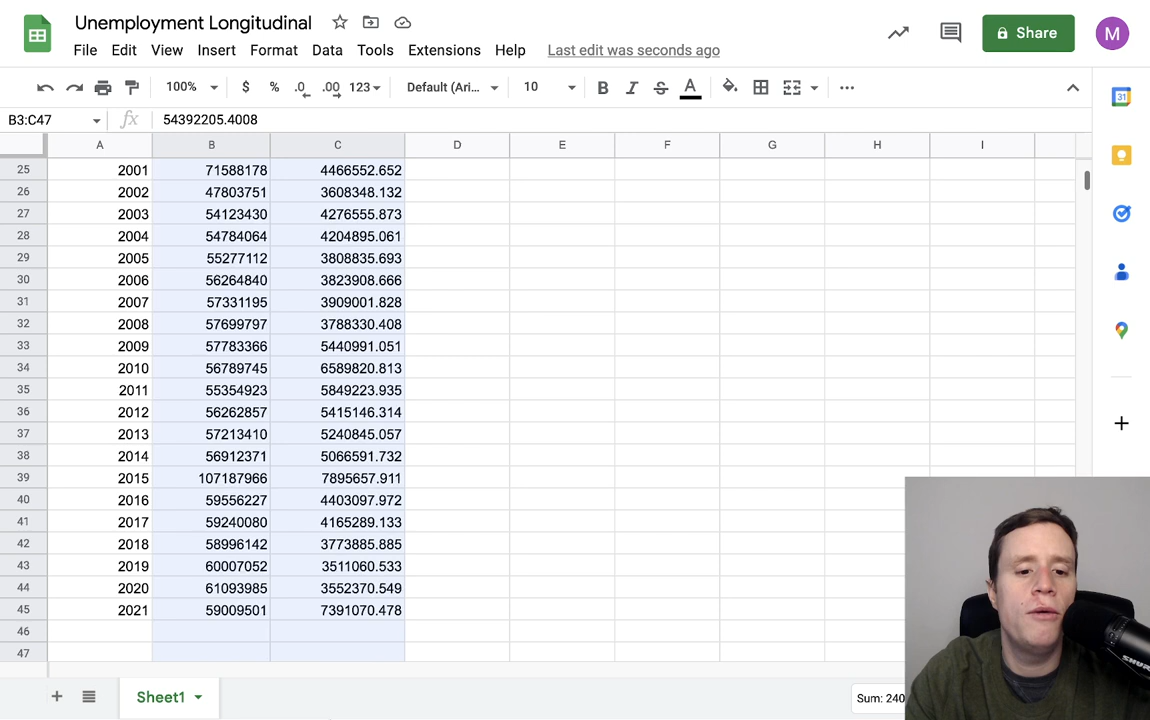 Unemployment Longitudinal
File Edit View Insert Format Data Tools Extensions Help Last edit was seconds ago
Share
M
100% $ % .0 .00 123 Default (Ari... 10 B I S A
B3:C47 fx 54392205.4008
31
A B C D E F G H I
25 2001 71588178 4466552.652
26 2002 47803751 3608348.132
27 2003 54123430 4276555.873
28 2004 54784064 4204895.061
29 2005 55277112 3808835.693
30 2006 56264840 3823908.666
31 2007 57331195 3909001.828
32 2008 57699797 3788330.408
33 2009 57783366 5440991.051
34 2010 56789745 6589820.813
35 2011 55354923 5849223.935
36 2012 56262857 5415146.314
37 2013 57213410 5240845.057
38 2014 56912371 5066591.732
39 2015 107187966 7895657.911
40 2016 59556227 4403097.972
41 2017 59240080 4165289.133
42 2018 58996142 3773885.885
43 2019 60007052 3511060.533
44 2020 61093985 3552370.549
45 2021 59009501 7391070.478
46
47
Sheet1
Sum: 240
SHURE